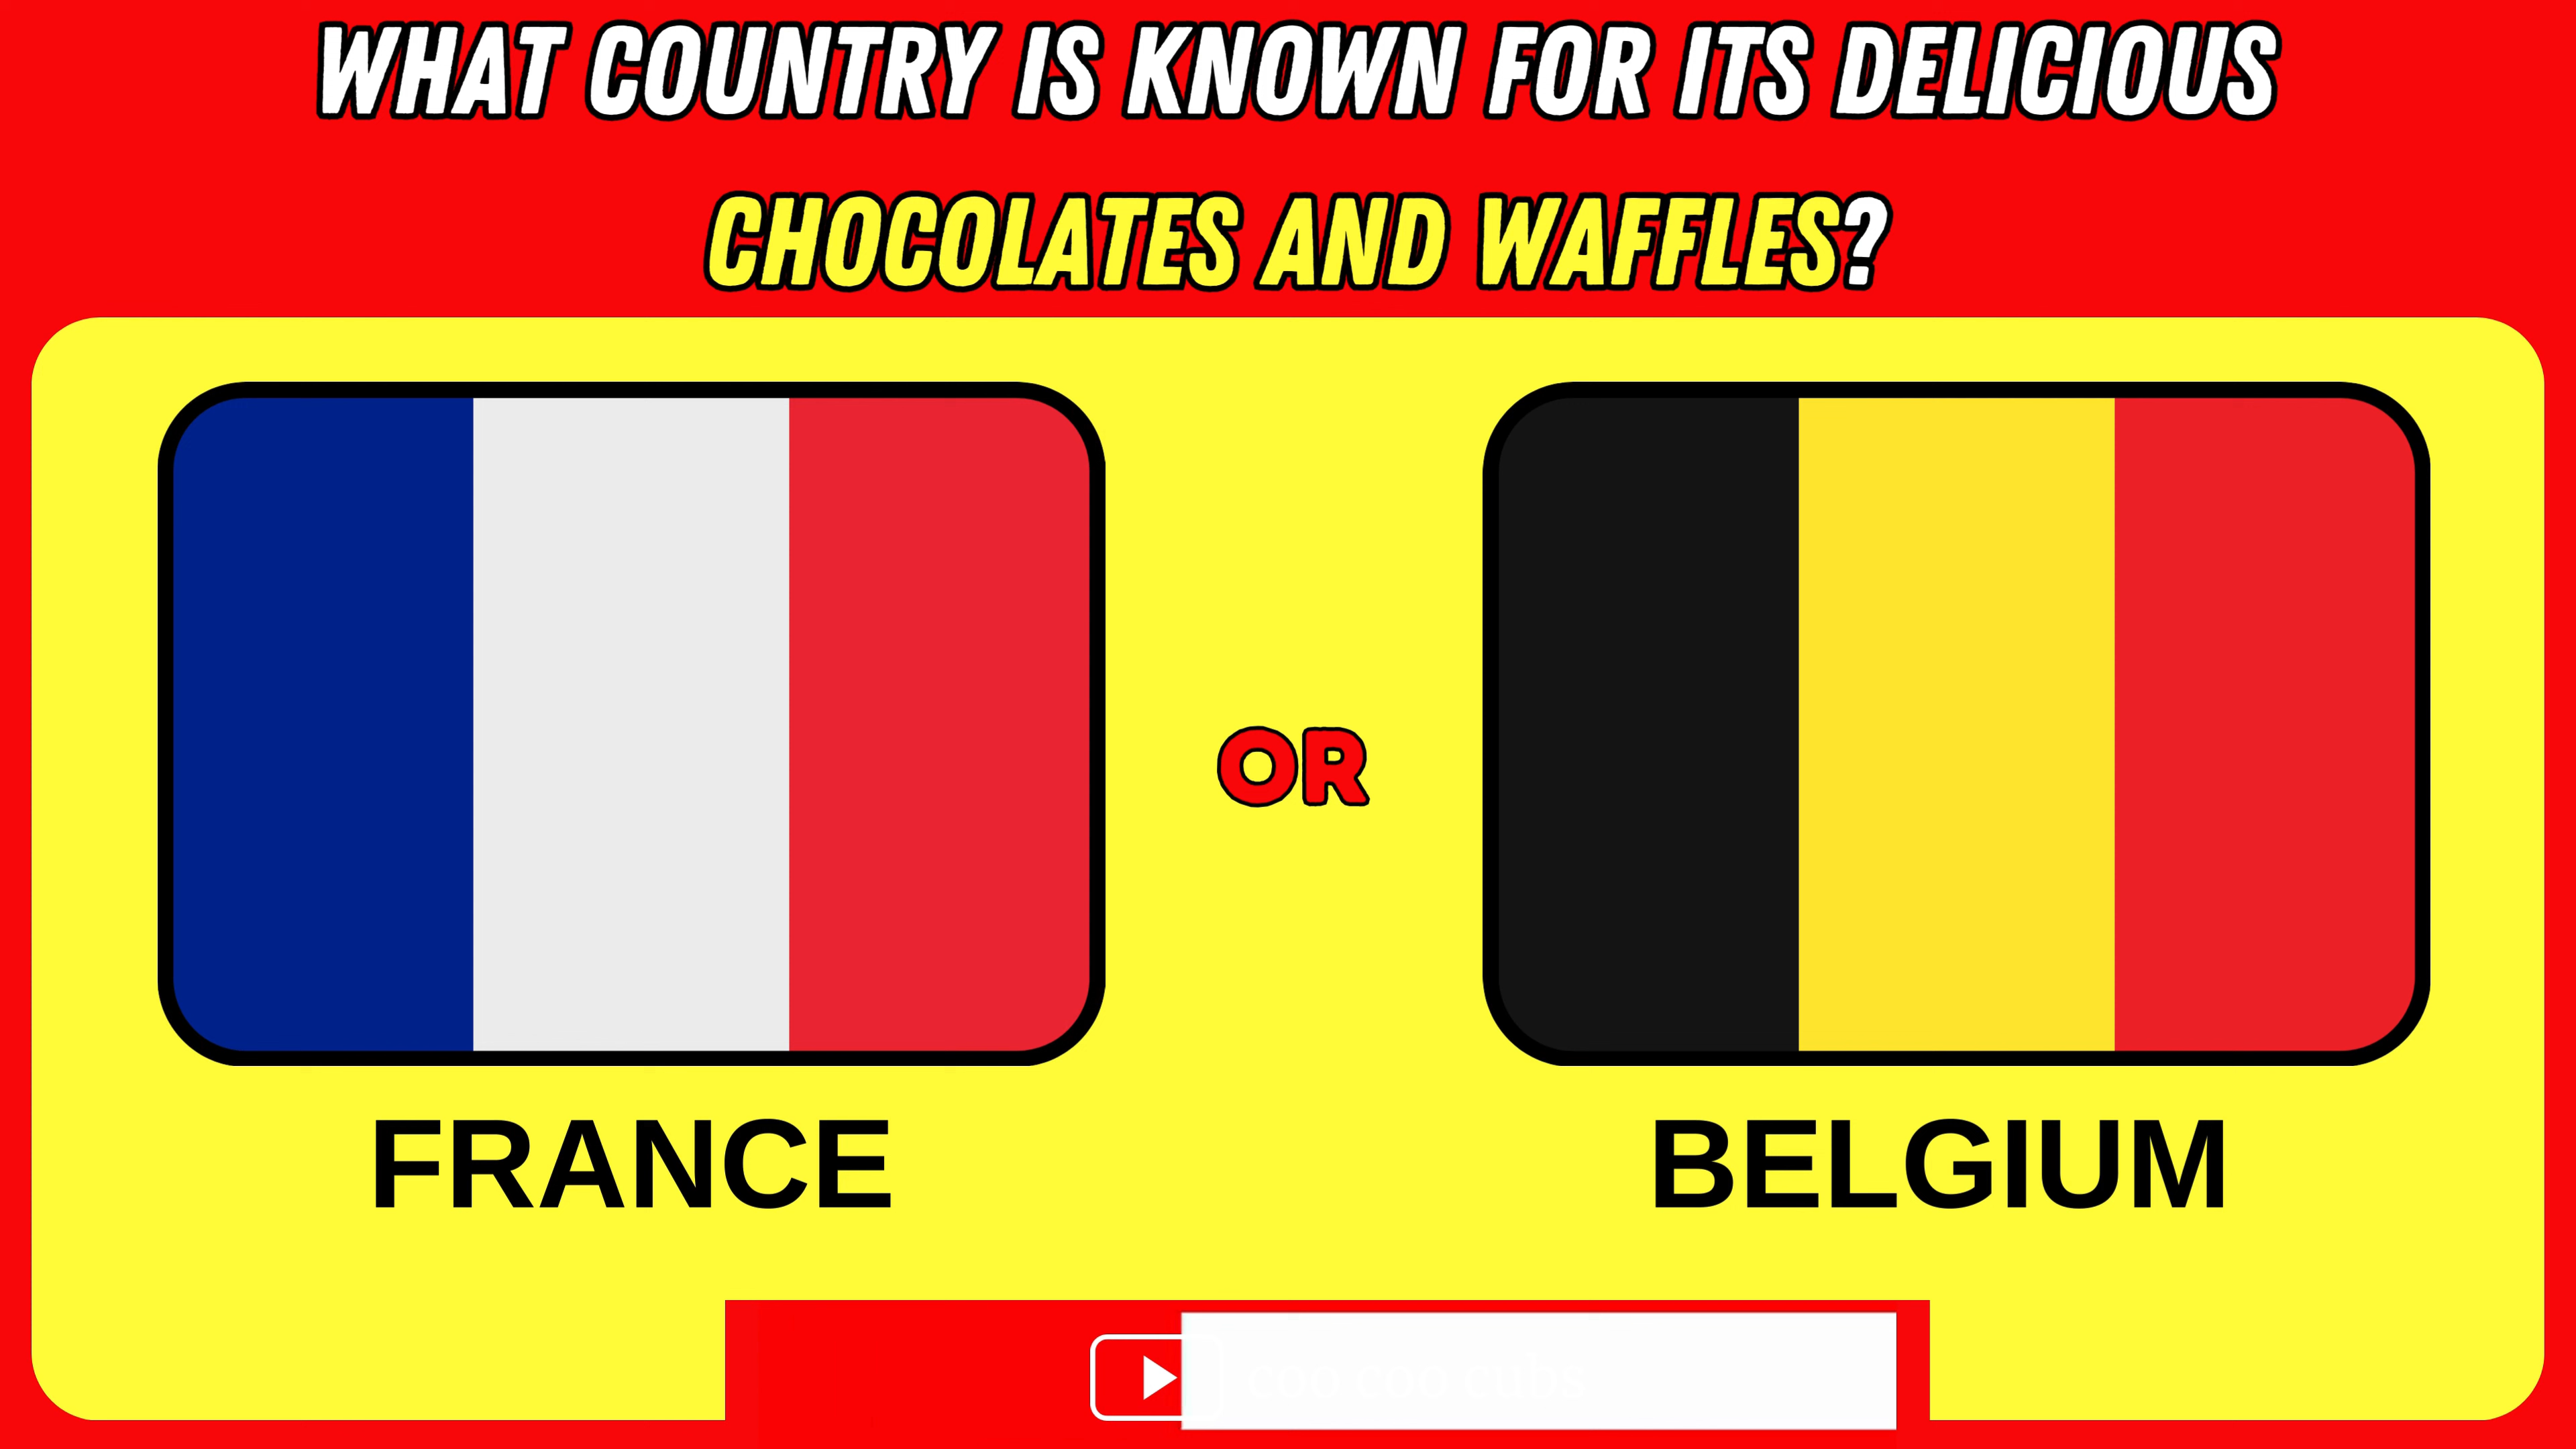 WHAT COUNTRY IS KNOWN FOR ITS DELICIOUS
CHOCOLATES AND WAFFLES?
OR
FRANCE
BELGIUM